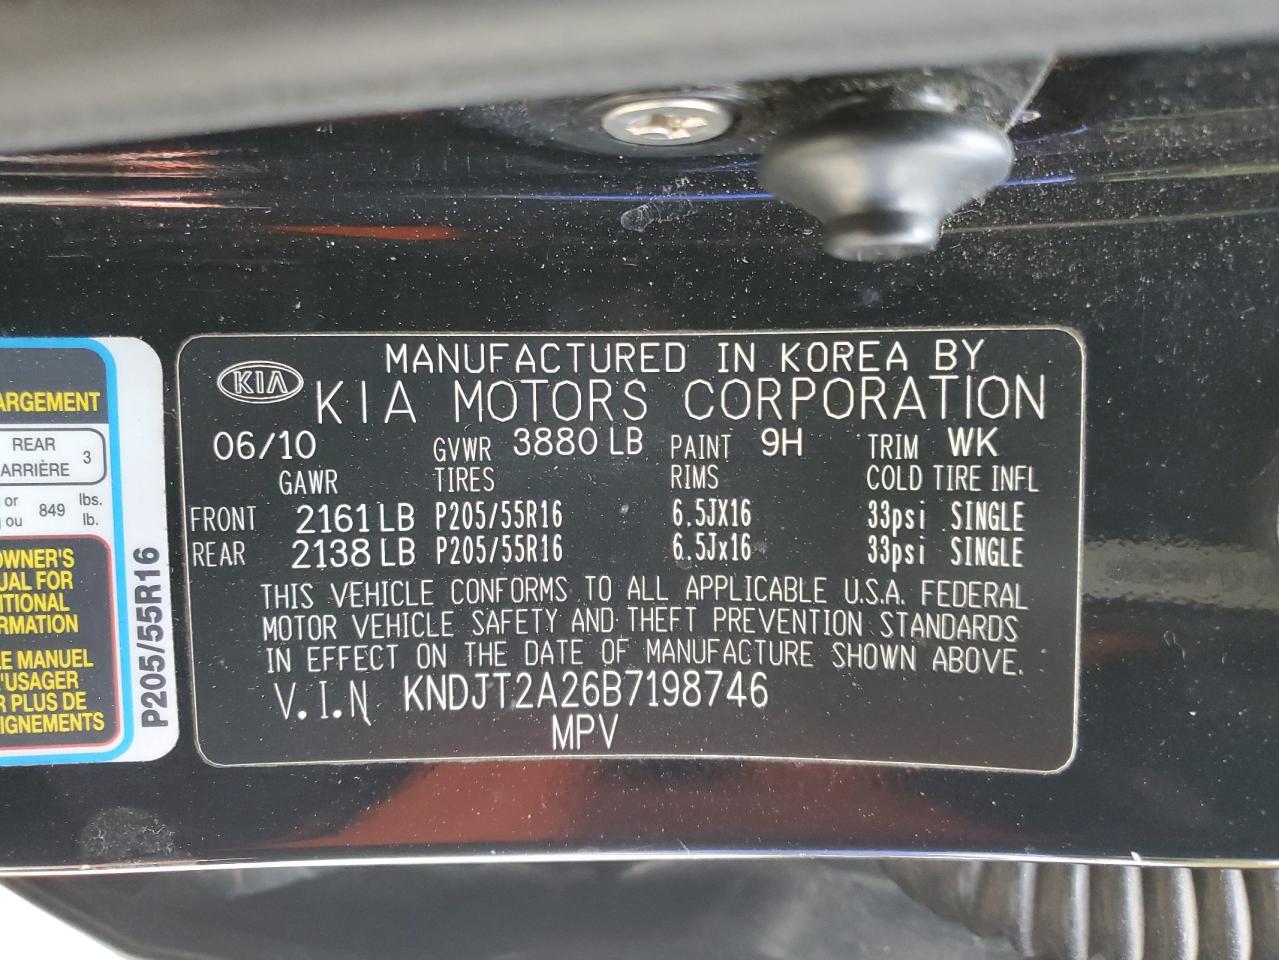 ARGEMENT
REAR
ARRIÈRE 3
or
ou 849 lbs.
lb.
OWNER'S
UAL FOR
ITIONAL
RMATION
LE MANUEL
L'USAGER
R PLUS DE
IGNEMENTS
P205/55R16
KIA
MANUFACTURED IN KOREA BY
KIA MOTORS CORPORATION
06/10 GVWR 3880 LB PAINT 9H TRIM WK
GAWR TIRES RIMS COLD TIRE INFL
FRONT 2161 LB P205/55R16 6.5JX16 33psi SINGLE
REAR 2138 LB P205/55R16 6.5Jx16 33psi SINGLE
THIS VEHICLE CONFORMS TO ALL APPLICABLE U.S.A. FEDERAL
MOTOR VEHICLE SAFETY AND THEFT PREVENTION STANDARDS
IN EFFECT ON THE DATE OF MANUFACTURE SHOWN ABOVE.
V.I.N KNDJT2A26B7198746
MPV